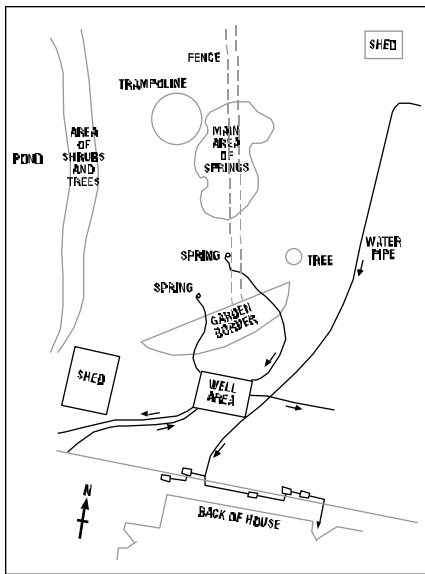 SHED
FENCE
TRAMPOLINE
MAIN
AREA
OF
SPRINGS
AREA
OF
SHRUBS
AND
TREES
POND
SPRING
TREE
WATER
PIPE
SPRING
GARDEN
BORDER
SHED
WELL
AREA
N
BACK OF HOUSE